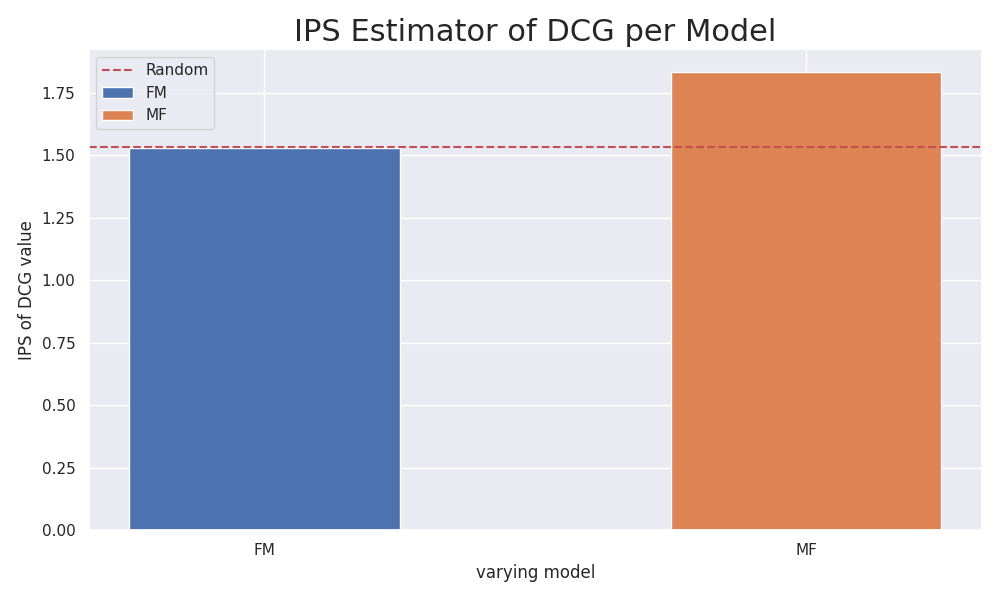 IPS Estimator of DCG per Model
Random
FM
MF
IPS of DCG value
1.75
1.50
1.25
1.00
0.75
0.50
0.25
0.00
FM
MF
varying model